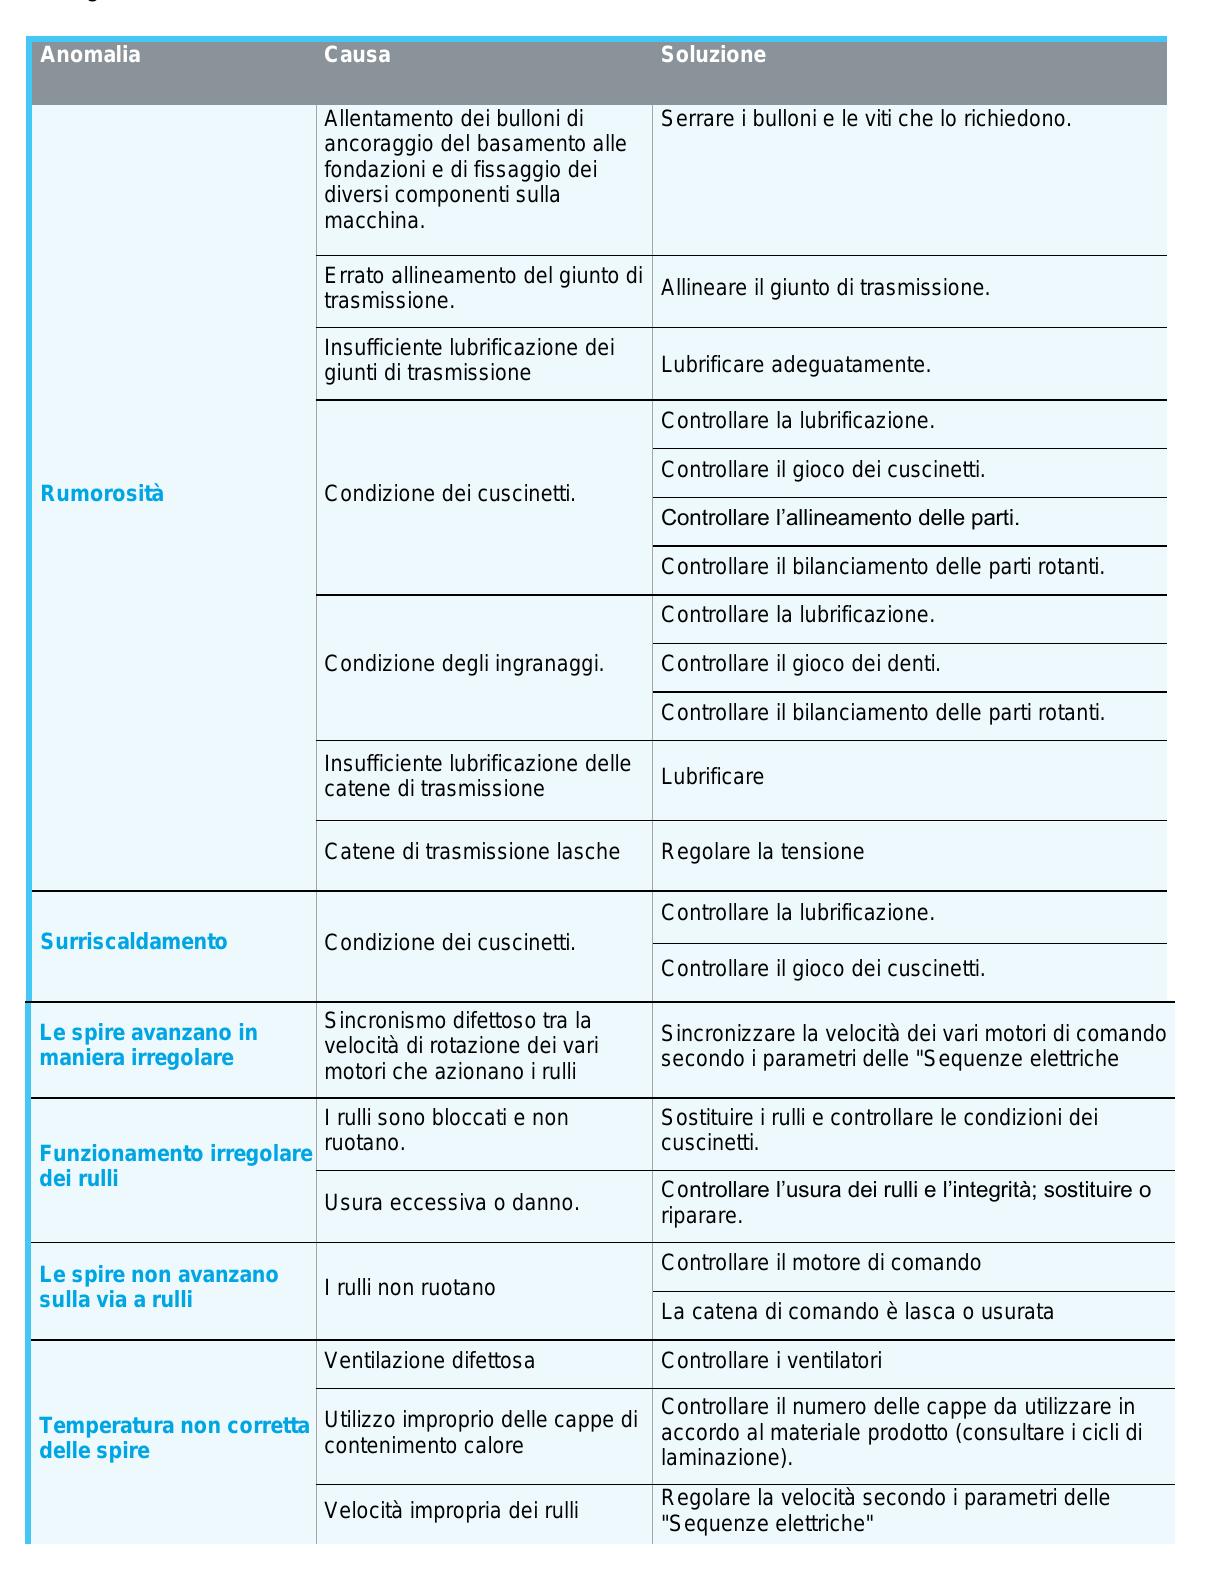 Anomalia Causa Soluzione
Allentamento dei bulloni di
ancoraggio del basamento alle
fondazioni e di fissaggio dei
diversi componenti sulla
macchina.
Serrare i bulloni e le viti che lo richiedono.
Errato allineamento del giunto di
trasmissione.
Allineare il giunto di trasmissione.
Insufficiente lubrificazione dei
giunti di trasmissione
Lubrificare adeguatamente.
Rumorosità
Condizione dei cuscinetti.
Controllare la lubrificazione.
Controllare il gioco dei cuscinetti.
Controllare l’allineamento delle parti.
Controllare il bilanciamento delle parti rotanti.
Condizione degli ingranaggi.
Controllare la lubrificazione.
Controllare il gioco dei denti.
Controllare il bilanciamento delle parti rotanti.
Insufficiente lubrificazione delle
catene di trasmissione
Lubrificare
Catene di trasmissione lasche
Regolare la tensione
Surriscaldamento
Condizione dei cuscinetti.
Controllare la lubrificazione.
Controllare il gioco dei cuscinetti.
Le spire avanzano in
maniera irregolare
Sincronismo difettoso tra la
velocità di rotazione dei vari
motori che azionano i rulli
Sincronizzare la velocità dei vari motori di comando
secondo i parametri delle "Sequenze elettriche
Funzionamento irregolare
dei rulli
I rulli sono bloccati e non
ruotano.
Sostituire i rulli e controllare le condizioni dei
cuscinetti.
Usura eccessiva o danno.
Controllare l’usura dei rulli e l’integrità; sostituire o
riparare.
Le spire non avanzano
sulla via a rulli
I rulli non ruotano
Controllare il motore di comando
La catena di comando è lasca o usurata
Temperatura non corretta
delle spire
Ventilazione difettosa
Controllare i ventilatori
Utilizzo improprio delle cappe di
contenimento calore
Controllare il numero delle cappe da utilizzare in
accordo al materiale prodotto (consultare i cicli di
laminazione).
Velocità impropria dei rulli
Regolare la velocità secondo i parametri delle
"Sequenze elettriche"